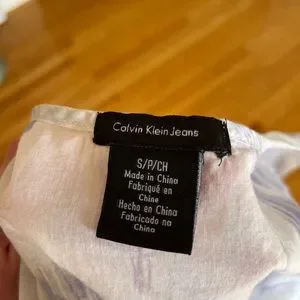 Calvin Klein Jeans
S/P/CH
Made in China
Fabriqué en
Chine
Hecho en China
Fabricado na
China